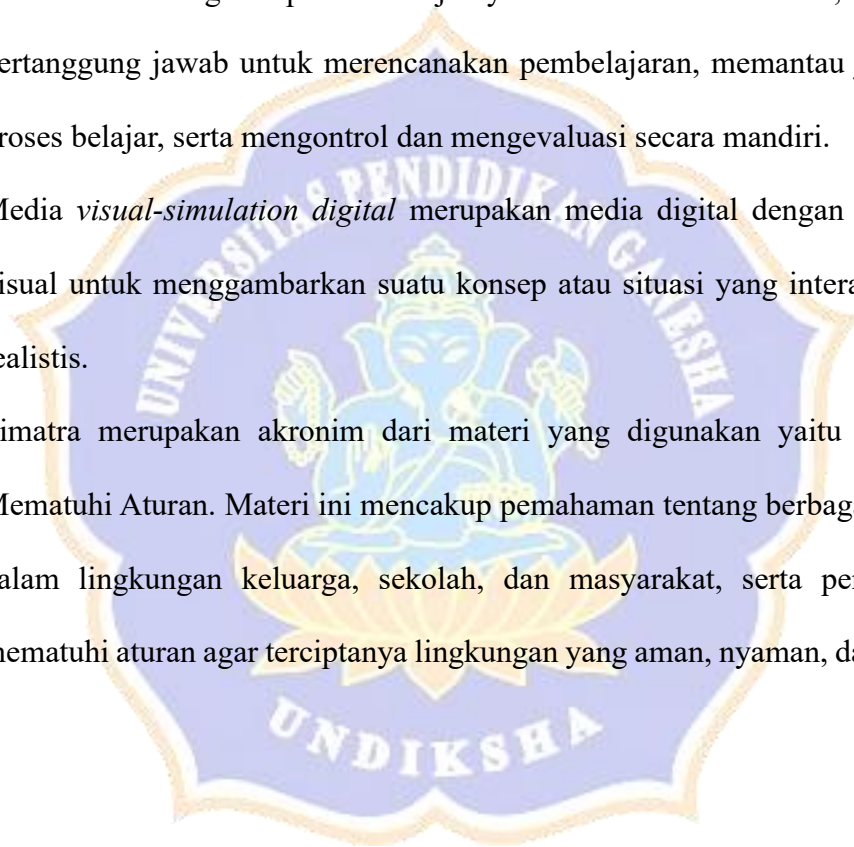 ertanggung jawab untuk merencanakan pembelajaran, memantau
roses belajar, serta mengontrol dan mengevaluasi secara mandiri.
Media visual-simulation digital merupakan media digital dengan
isual untuk menggambarkan suatu konsep atau situasi yang intera
ealistis.
imatra merupakan akronim dari materi yang digunakan yaitu
Mematuhi Aturan. Materi ini mencakup pemahaman tentang berbaga
alam lingkungan keluarga, sekolah, dan masyarakat, serta per
mematuhi aturan agar terciptanya lingkungan yang aman, nyaman, da
UNIVERSITAS PENDIDIKAN GANESHA
UNDIKSHA